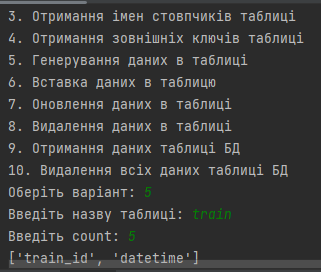 3. Отримання імен стовпчиків таблиці
4. Отримання зовнішніх ключів таблиці
5. Генерування даних в таблиці
6. Вставка даних в таблицю
7. Оновлення даних в таблиці
8. Видалення даних в таблиці
9. Отримання даних таблиці БД
10. Видалення всіх даних таблиці БД
Оберіть варіант: 5
Введіть назву таблиці: train
Введіть count: 5
['train_id', 'datetime']